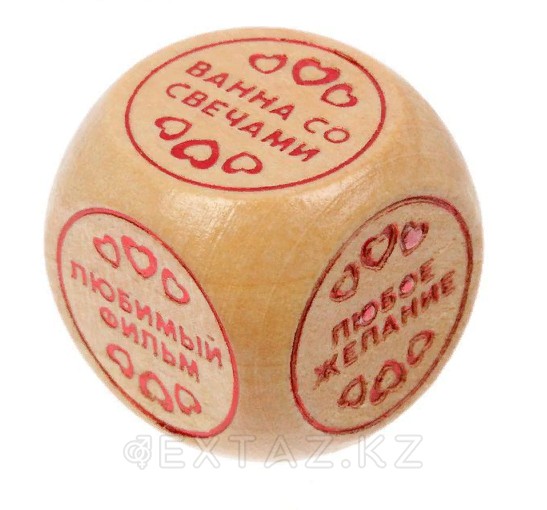 ВАННА СО
СВЕЧАМИ
ЛЮБИМЫЙ
ФИЛЬМ
ЛЮБОЕ
ЖЕЛАНИЕ
EXTAZ.KZ